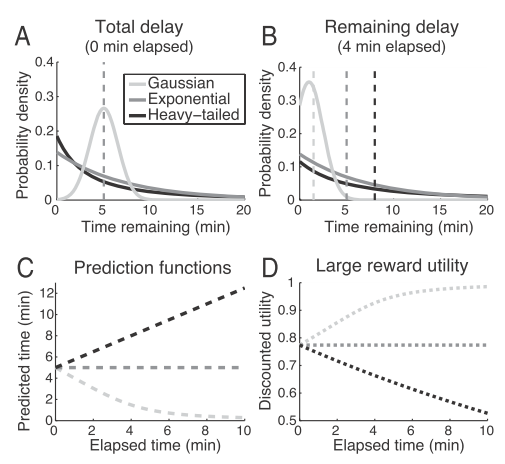 A
Total delay
(0 min elapsed)
Probability density
0.4
0.3
0.2
0.1
0
Gaussian
Exponential
Heavy-tailed
0 5 10 15 20
Time remaining (min)
B
Remaining delay
(4 min elapsed)
Probability density
0.4
0.3
0.2
0.1
0
0 5 10 15 20
Time remaining (min)
C
Prediction functions
Predicted time (min)
12
10
8
6
4
2
0
0 2 4 6 8 10
Elapsed time (min)
D
Large reward utility
Discounted utility
1
0.9
0.8
0.7
0.6
0.5
0 2 4 6 8 10
Elapsed time (min)